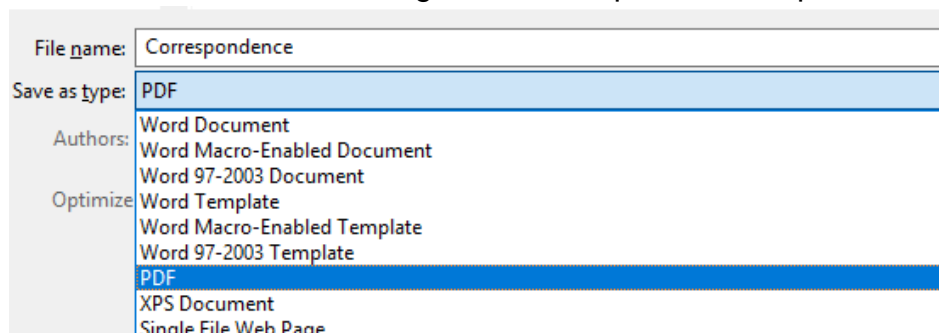 File name: Correspondence
Save as type: PDF
Authors:
Word Document
Word Macro-Enabled Document
Word 97-2003 Document
Optimize Word Template
Word Macro-Enabled Template
Word 97-2003 Template
PDF
XPS Document
Single File Web Page